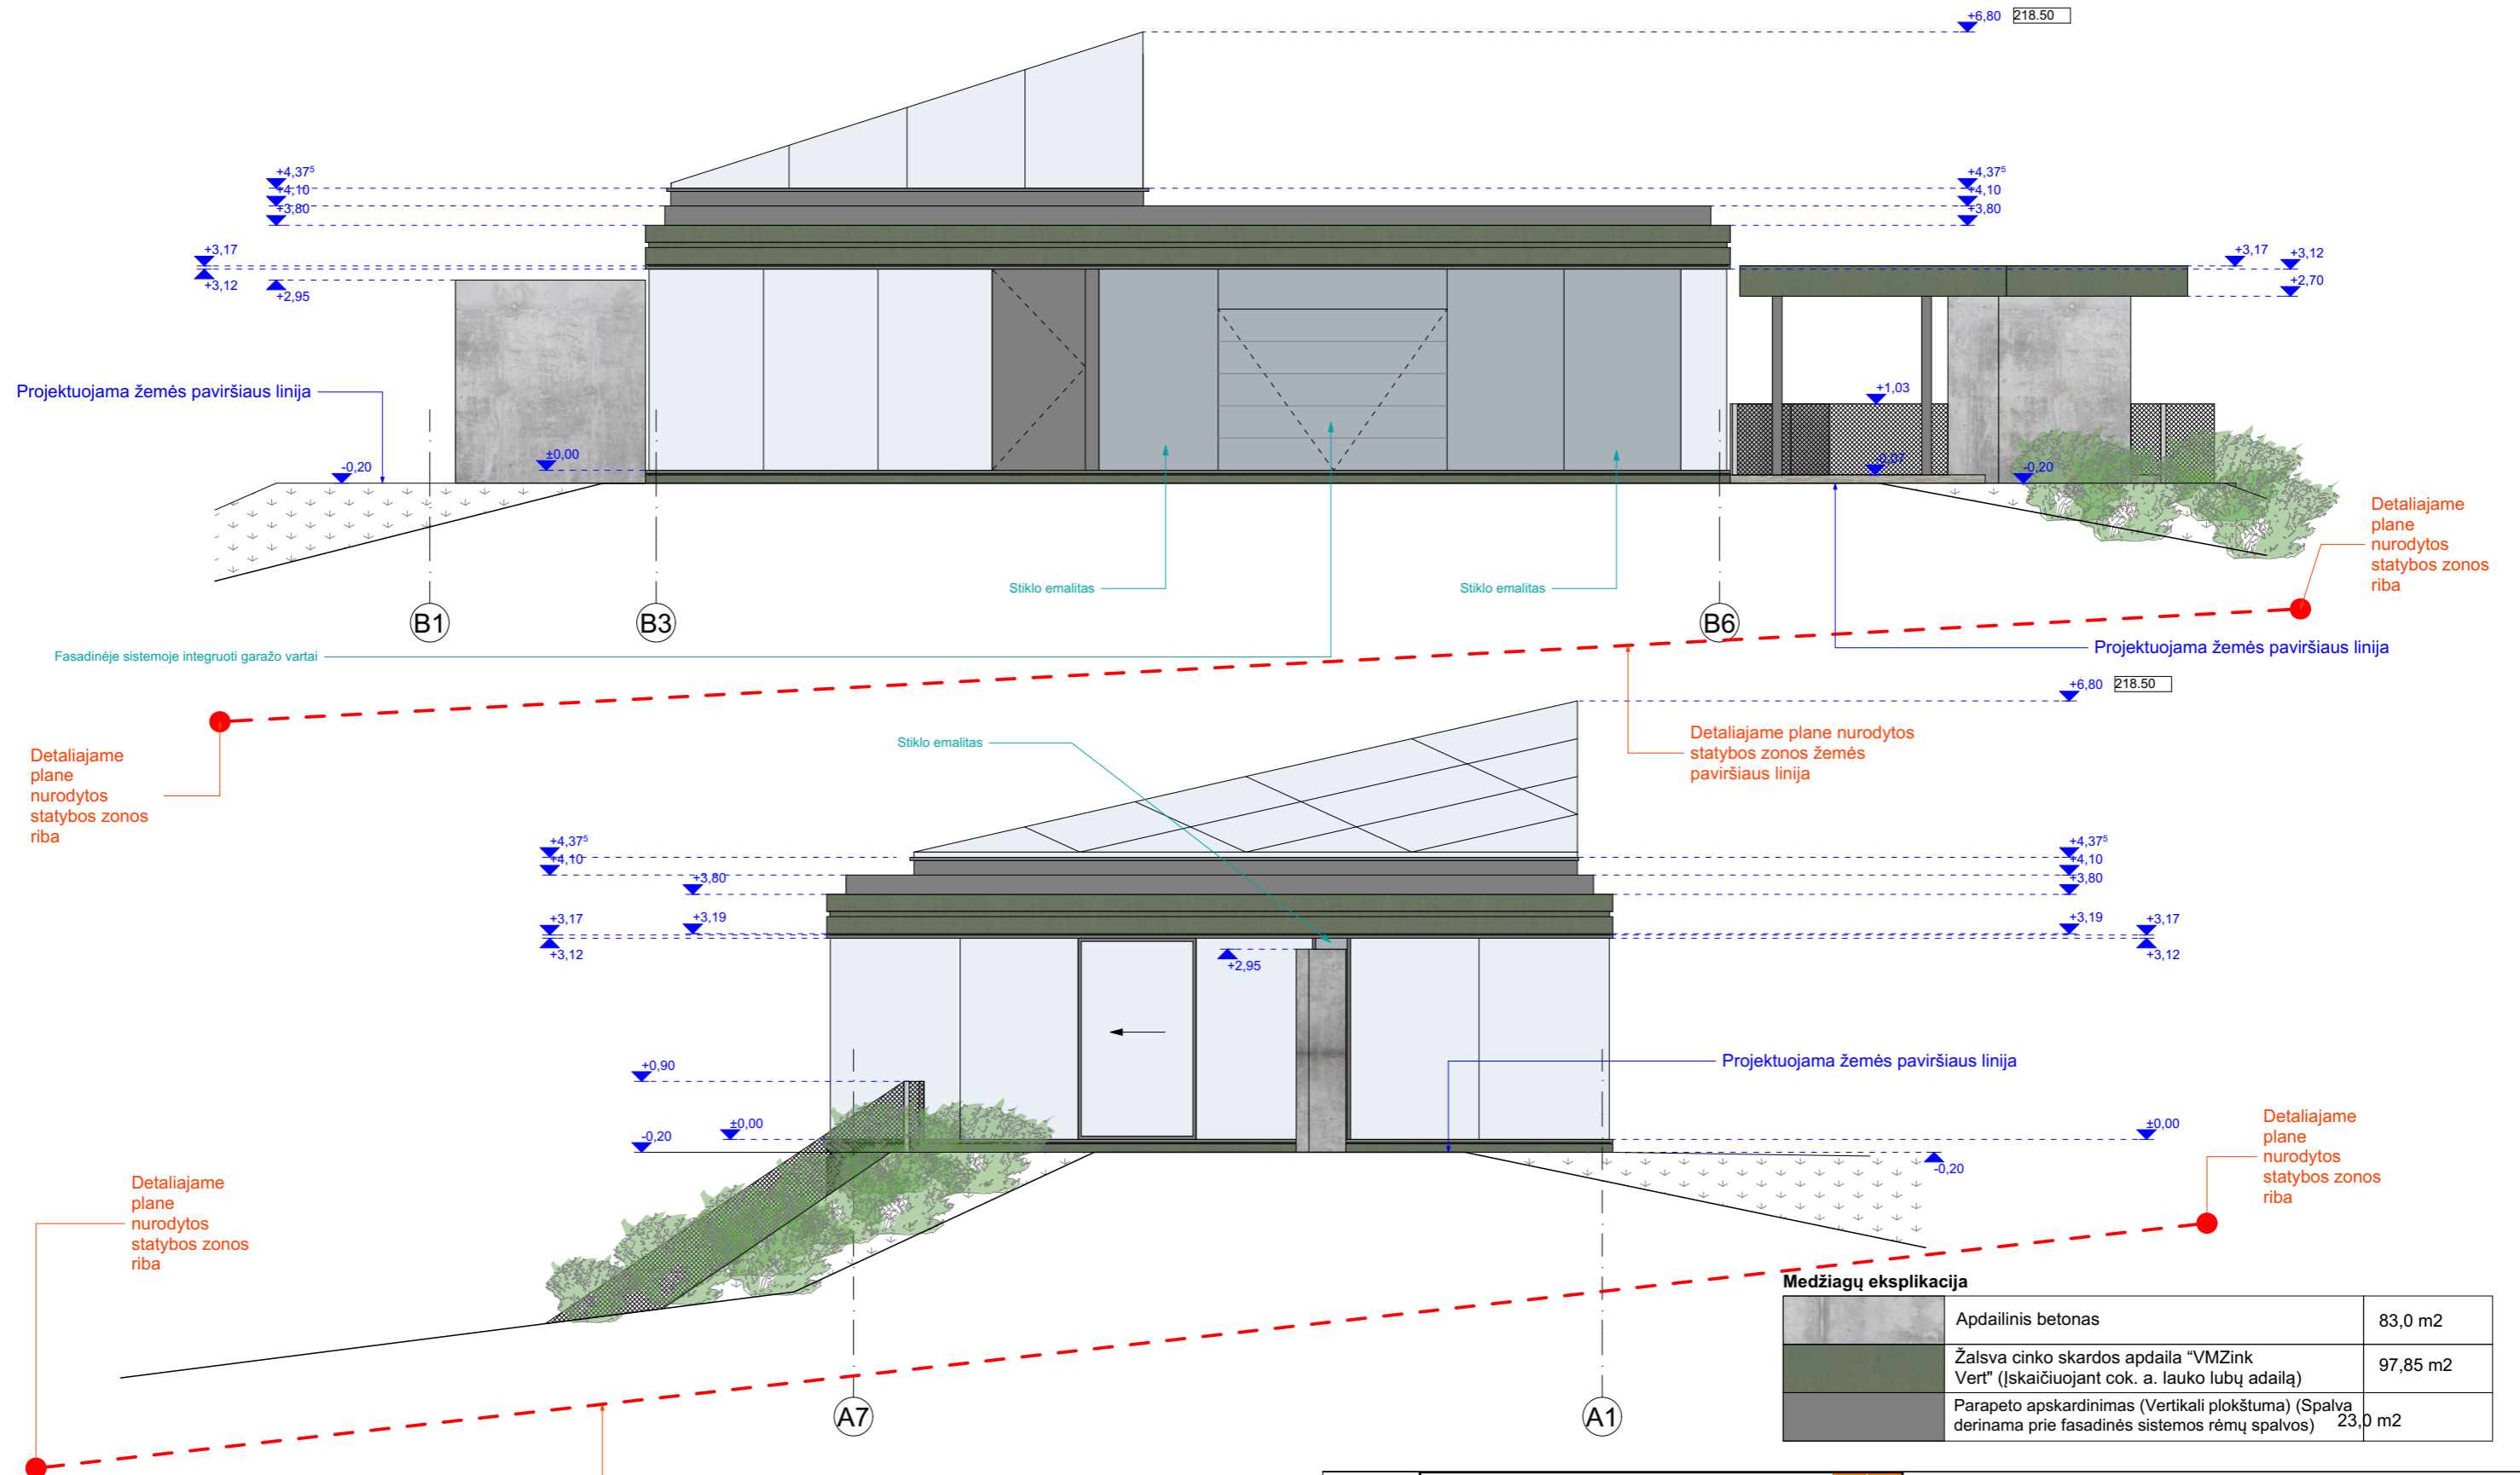 +6,80 218.50
+4,37⁵
+4,10
+3,80
+4,37⁵
+4,10
+3,80
+3,17
+3,12
+2,95
+3,17
+3,12
+2,70
Projektuojama žemės paviršiaus linija
+1,03
-0,20
±0,00
-0,07
-0,20
Detaliajame
plane
nurodytos
statybos zonos
riba
Stiklo emalitas
Stiklo emalitas
B1
B3
B6
Fasadinėje sistemoje integruoti garažo vartai
Projektuojama žemės paviršiaus linija
+6,80 218.50
Detaliajame
plane
nurodytos
statybos zonos
riba
Stiklo emalitas
Detaliajame plane nurodytos
statybos zonos žemės
paviršiaus linija
+4,37⁵
+4,10
+3,80
+4,37⁵
+4,10
+3,80
+3,17
+3,19
+3,12
+2,95
+3,19
+3,17
+3,12
Projektuojama žemės paviršiaus linija
+0,90
±0,00
-0,20
±0,00
-0,20
Detaliajame
plane
nurodytos
statybos zonos
riba
Detaliajame
plane
nurodytos
statybos zonos
riba
A7
A1
Medžiagų eksplikacija
Apdailinis betonas 83,0 m2
Žalsva cinko skardos apdaila “VMZink
Vert" (Įskaičiuojant cok. a. lauko lubų adailą) 97,85 m2
Parapeto apskardinimas (Vertikali plokštuma) (Spalva
derinama prie fasadinės sistemos rėmų spalvos) 23,0 m2